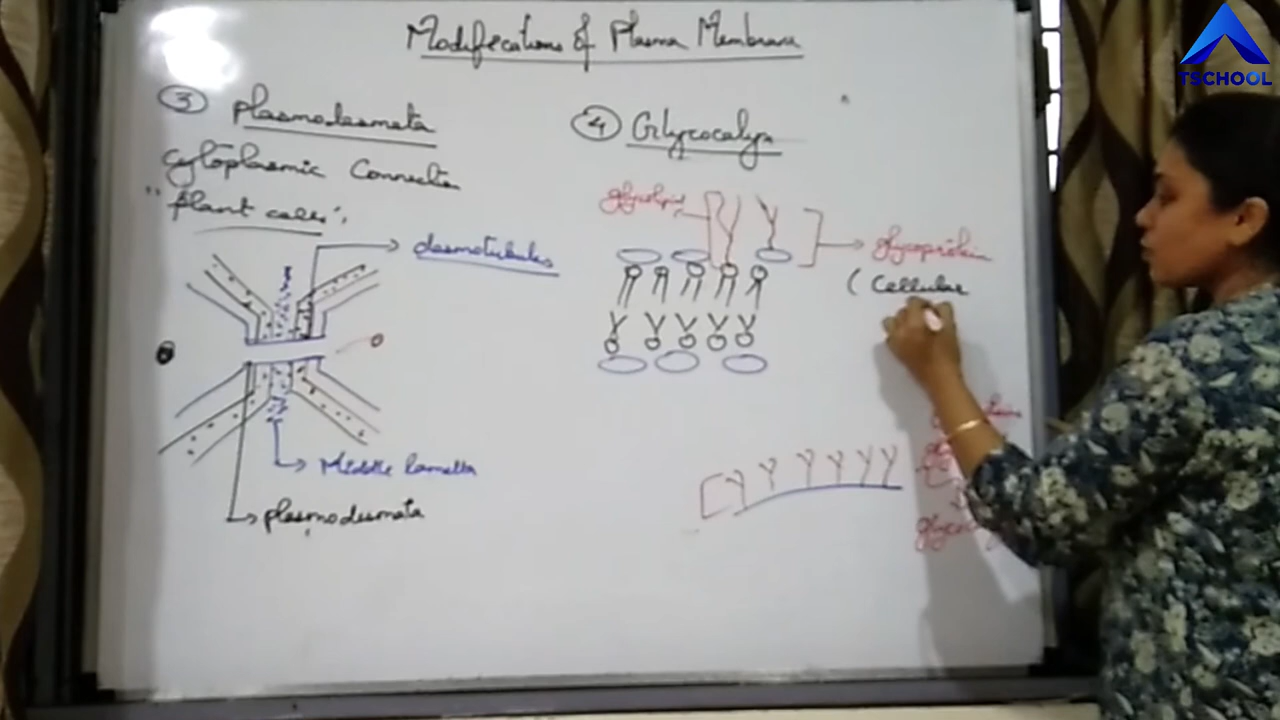 TSCHOOL
Modifications of Plasma Membrane
③ Plasmodesmata
Cytoplasmic Connection
"Plant cells".
desmotubules
Middle lamella
plasmodesmata
④ Glycocalyx
glycolipid
glycoprotein
(Cellular